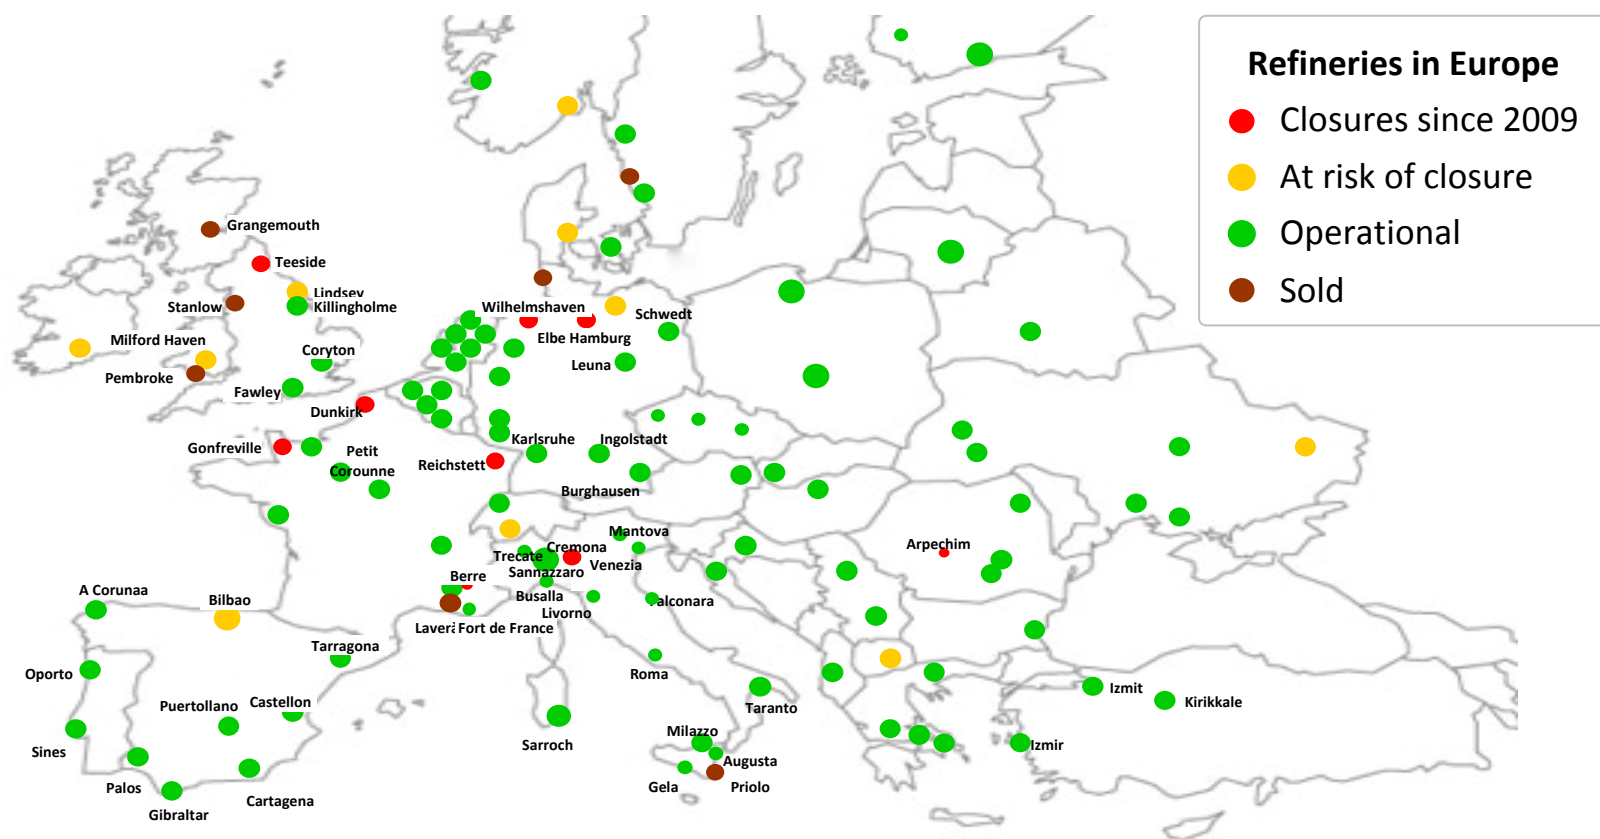 Refineries in Europe
Closures since 2009
At risk of closure
Operational
Sold
Grangemouth
Teeside
Lindsey
Killingholme
Stanlow
Milford Haven
Pembroke
Coryton
Fawley
Dunkirk
Gonfreville
Petit
Corounne
Reichstett
Wilhelmshaven
Elbe Hamburg
Schwedt
Leuna
Karlsruhe
Ingolstadt
Burghausen
Mantova
Cremona
Trecate
Venezia
Sannazzaro
Berre
Busalla
Livorno
Falconara
Laver
Fort de France
Arpechim
A Corunaa
Bilbao
Tarragona
Oporto
Puertollano
Castellon
Sines
Palos
Gibraltar
Cartagena
Roma
Taranto
Sarroch
Milazzo
Augusta
Gela
Priolo
Izmit
Kirikkale
Izmir